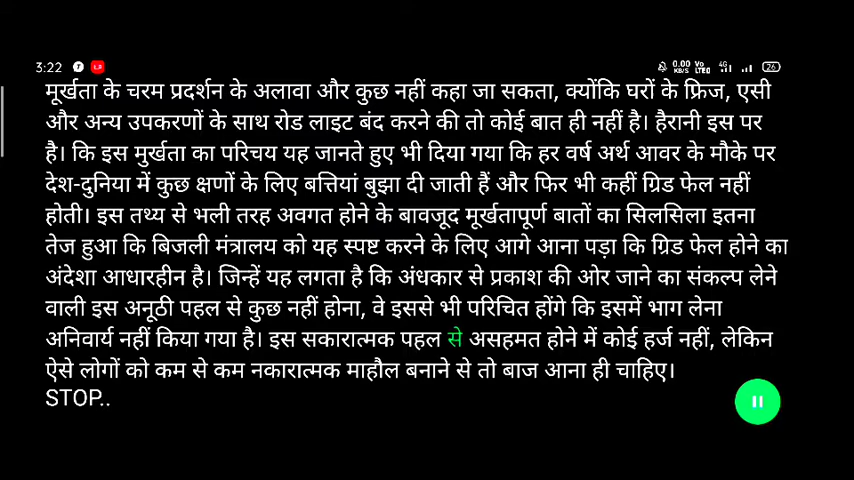 3:22 T 0.00 KB/S Vo LTE 4G 26
मूर्खता के चरम प्रदर्शन के अलावा और कुछ नहीं कहा जा सकता, क्योंकि घरों के फ्रिज, एसी
और अन्य उपकरणों के साथ रोड लाइट बंद करने की तो कोई बात ही नहीं है। हैरानी इस पर
है। कि इस मुर्खता का परिचय यह जानते हुए भी दिया गया कि हर वर्ष अर्थ आवर के मौके पर
देश-दुनिया में कुछ क्षणों के लिए बत्तियां बुझा दी जाती हैं और फिर भी कहीं ग्रिड फेल नहीं
होती। इस तथ्य से भली तरह अवगत होने के बावजूद मूर्खतापूर्ण बातों का सिलसिला इतना
तेज हुआ कि बिजली मंत्रालय को यह स्पष्ट करने के लिए आगे आना पड़ा कि ग्रिड फेल होने का
अंदेशा आधारहीन है। जिन्हें यह लगता है कि अंधकार से प्रकाश की ओर जाने का संकल्प लेने
वाली इस अनूठी पहल से कुछ नहीं होना, वे इससे भी परिचित होंगे कि इसमें भाग लेना
अनिवार्य नहीं किया गया है। इस सकारात्मक पहल से असहमत होने में कोई हर्ज नहीं, लेकिन
ऐसे लोगों को कम से कम नकारात्मक माहौल बनाने से तो बाज आना ही चाहिए।
STOP..